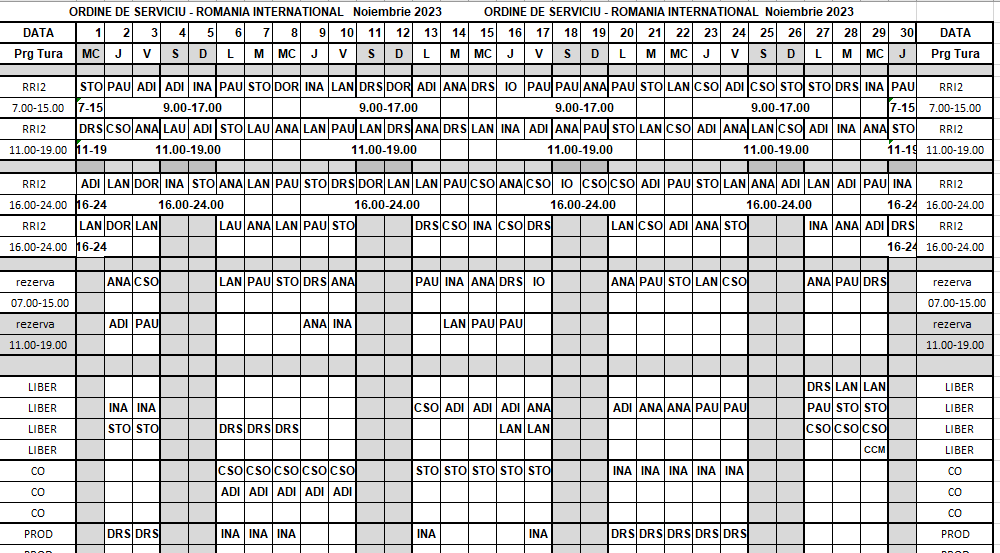 ORDINE DE SERVICIU - ROMANIA INTERNATIONAL Noiembrie 2023 ORDINE DE SERVICIU - ROMANIA INTERNATIONAL Noiembrie 2023
DATA 1 2 3 4 5 6 7 8 9 10 11 12 13 14 15 16 17 18 19 20 21 22 23 24 25 26 27 28 29 30 DATA
Prg Tura MC J V S D L M MC J V S D L M MC J V S D L M MC J V S D L M MC J Prg Tura
RRI2 STO PAU ADI ADI INA PAU STO DOR INA LAN DRS DOR ADI ANA DRS IO PAU PAU ANA PAU STO LAN CSO ADI CSO STO STO DRS INA PAU RRI2
7.00-15.00 7-15 9.00-17.00 9.00-17.00 9.00-17.00 9.00-17.00 7-15 7.00-15.00
RRI2 DRS CSO ANA LAU ADI STO LAU ANA LAN PAU LAN DRS ANA DRS LAN INA ADI ANA PAU STO LAN CSO ADI ANA LAN CSO ADI INA ANA STO RRI2
11.00-19.00 11-19 11.00-19.00 11.00-19.00 11.00-19.00 11.00-19.00 11-19 11.00-19.00
RRI2 ADI LAN DOR INA STO ANA LAN PAU STO DRS DOR LAN LAN PAU CSO ANA CSO IO CSO CSO ADI PAU STO LAN ANA ADI LAN ADI PAU INA RRI2
16.00-24.00 16-24 16.00-24.00 16.00-24.00 16.00-24.00 16.00-24.00 16-24 16.00-24.00
RRI2 LAN DOR LAN LAU ANA LAN PAU STO DRS CSO INA CSO DRS LAN CSO ADI ANA STO INA ANA ADI DRS RRI2
16.00-24.00 16-24 16-24 16.00-24.00
rezerva ANA CSO LAN PAU STO DRS ANA PAU INA ANA DRS IO ANA PAU STO LAN CSO ANA PAU DRS rezerva
07.00-15.00 07.00-15.00
rezerva ADI PAU ANA INA LAN PAU PAU rezerva
11.00-19.00 11.00-19.00
LIBER DRS LAN LAN LIBER
LIBER INA INA CSO ADI ADI ADI ANA ADI ANA ANA PAU PAU PAU STO STO LIBER
LIBER STO STO DRS DRS DRS LAN LAN CSO CSO CSO LIBER
LIBER CCM LIBER
CO CSO CSO CSO CSO CSO STO STO STO STO STO INA INA INA INA INA CO
CO ADI ADI ADI ADI ADI CO
CO CO
PROD DRS DRS INA INA INA INA INA DRS DRS DRS DRS DRS PROD